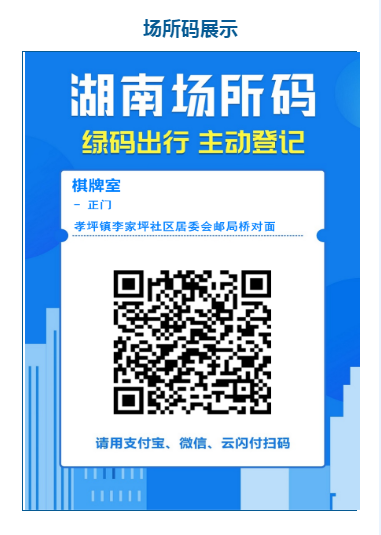 场所码展示
湖南场所码
绿码出行 主动登记
棋牌室
- 正门
孝坪镇李家坪社区居委会邮局桥对面
请用支付宝、微信、云闪付扫码